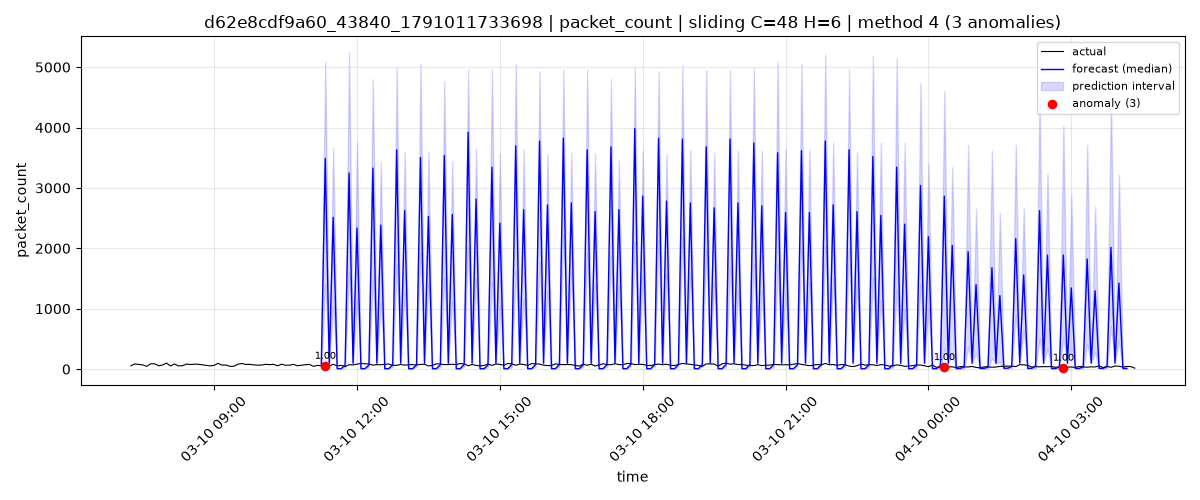 d62e8cdf9a60_43840_1791011733698 | packet_count | sliding C=48 H=6 | method 4 (3 anomalies)
actual
forecast (median)
prediction interval
anomaly (3)
packet_count
5000
4000
3000
2000
1000
0
1.00
1.00
1.00
03-10 09:00
03-10 12:00
03-10 15:00
03-10 18:00
03-10 21:00
04-10 00:00
04-10 03:00
time